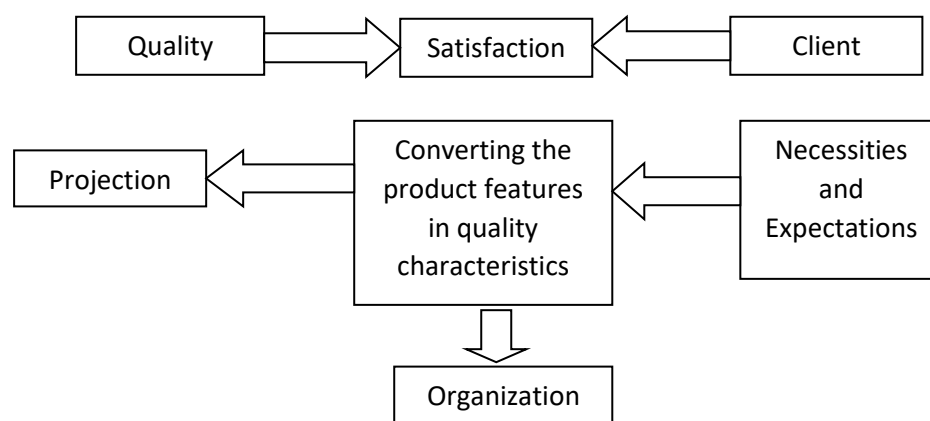 Quality
Satisfaction
Client
Projection
Converting the
product features
in quality
characteristics
Necessities
and
Expectations
Organization